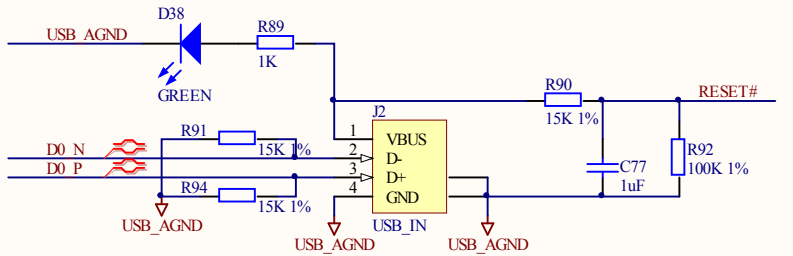 D38
USB_AGND
R89
1K
GREEN
R90
15K 1%
RESET#
J2
R91
15K 1%
1
VBUS
D0_N
2
D-
D0_P
3
D+
R94
15K 1%
4
GND
C77
1uF
R92
100K 1%
USB_AGND
USB_IN
USB_AGND
USB_AGND